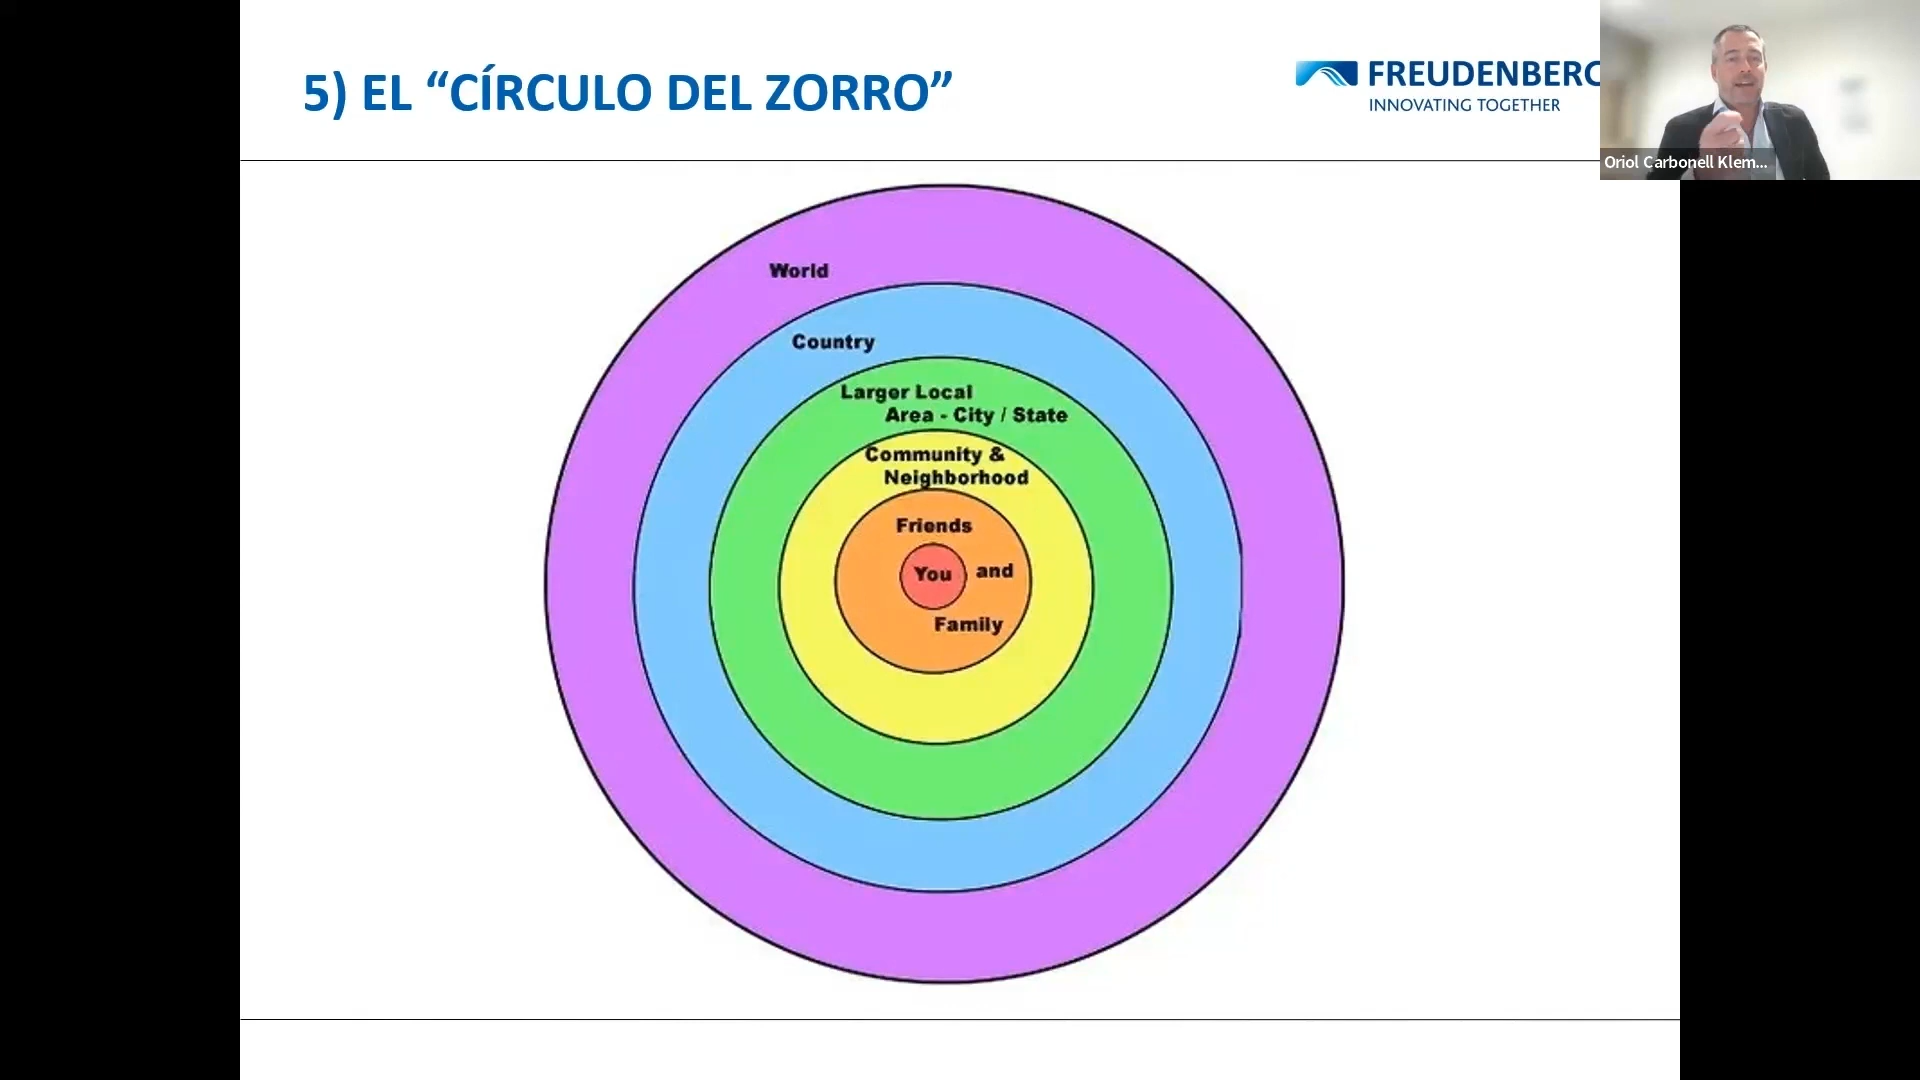 5) EL “CÍRCULO DEL ZORRO”
FREUDENBERG
INNOVATING TOGETHER
Oriol Carbonell Klem...
World
Country
Larger Local
Area - City / State
Community &
Neighborhood
Friends
You and
Family